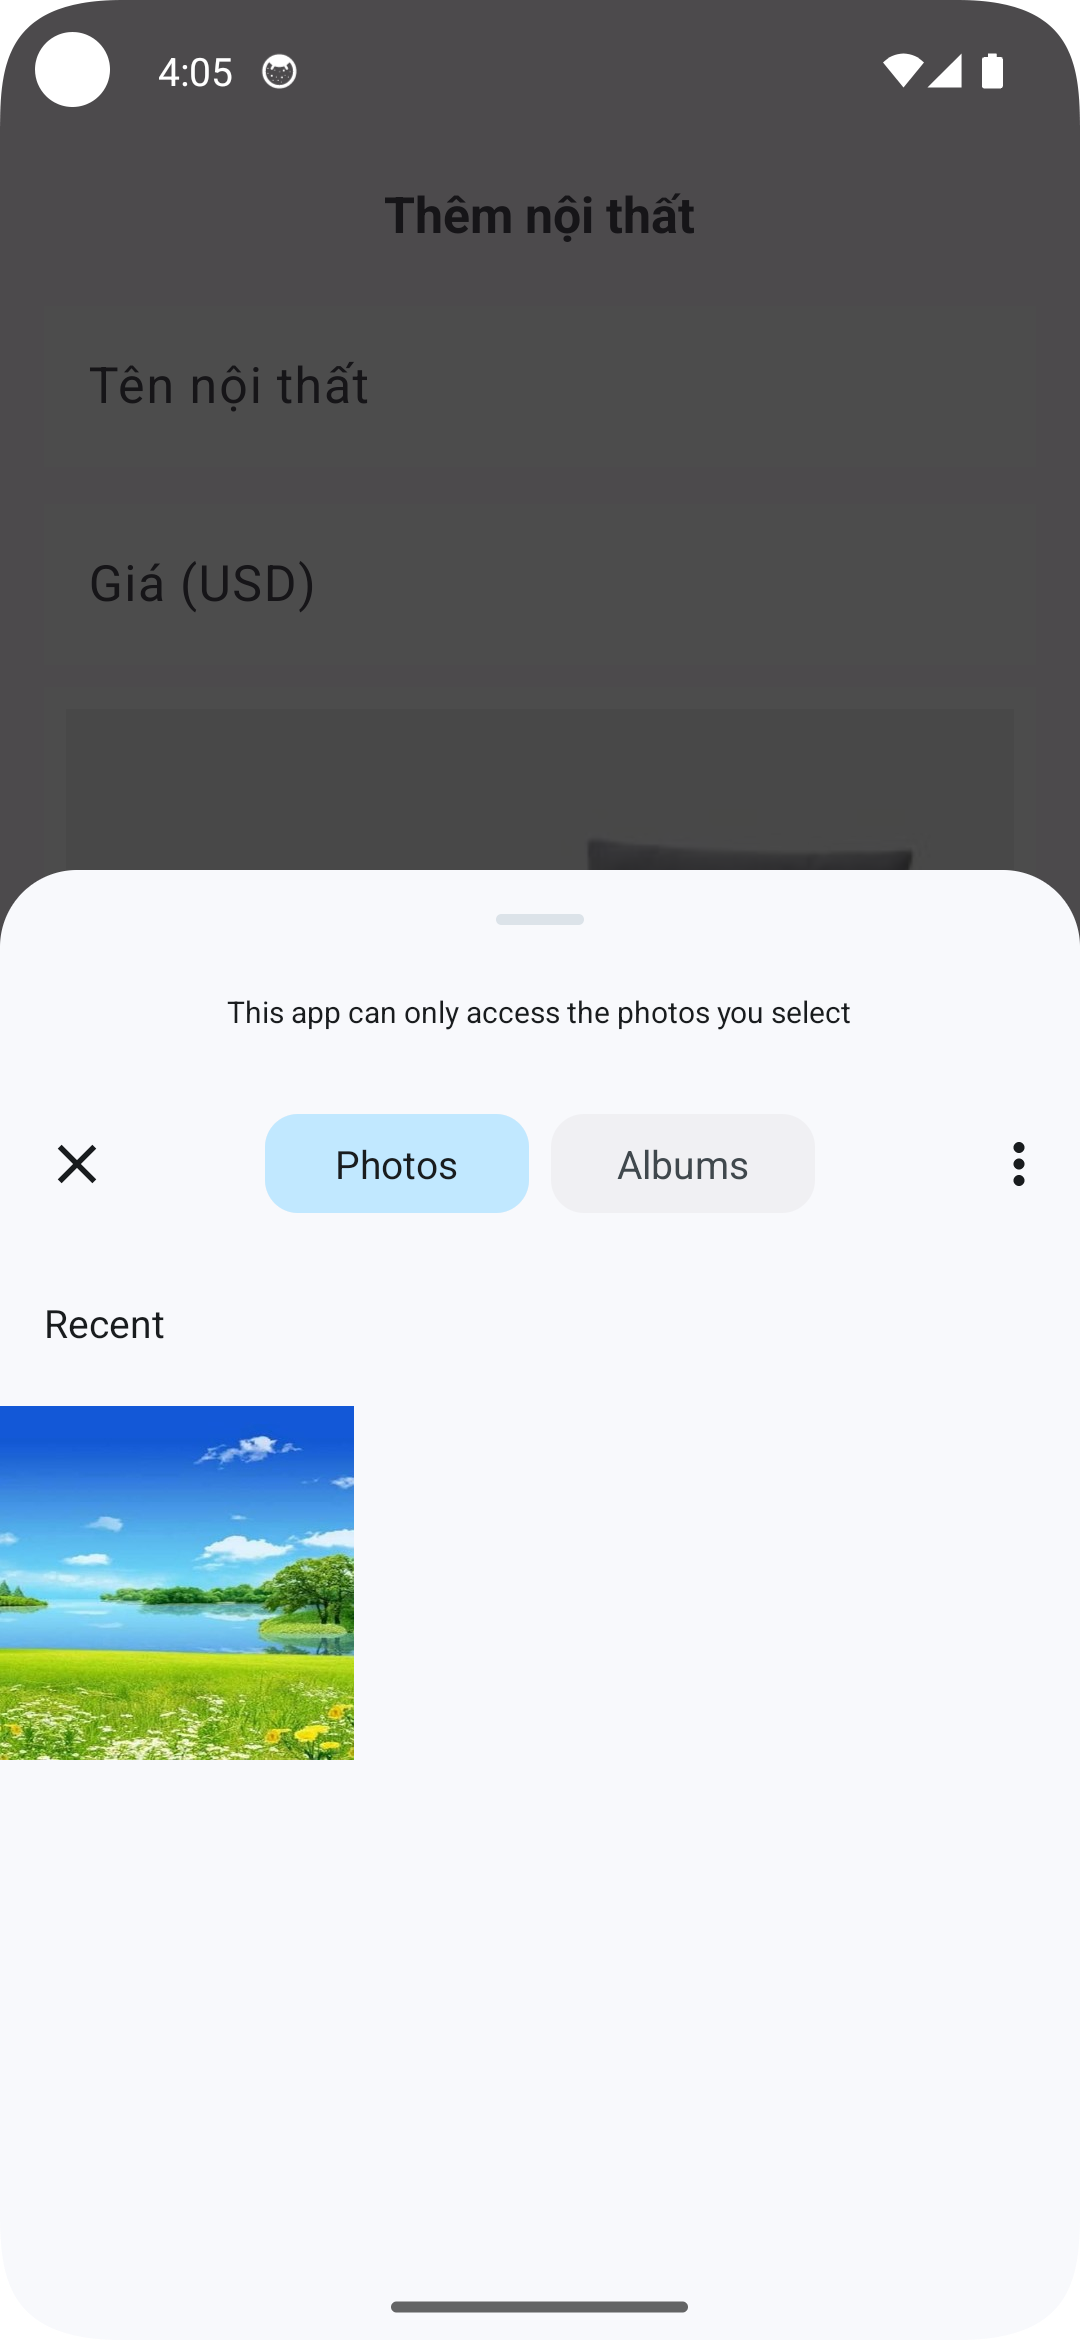 4:05
Thêm nội thất
Tên nội thất
Giá (USD)
This app can only access the photos you select
Photos
Albums
Recent